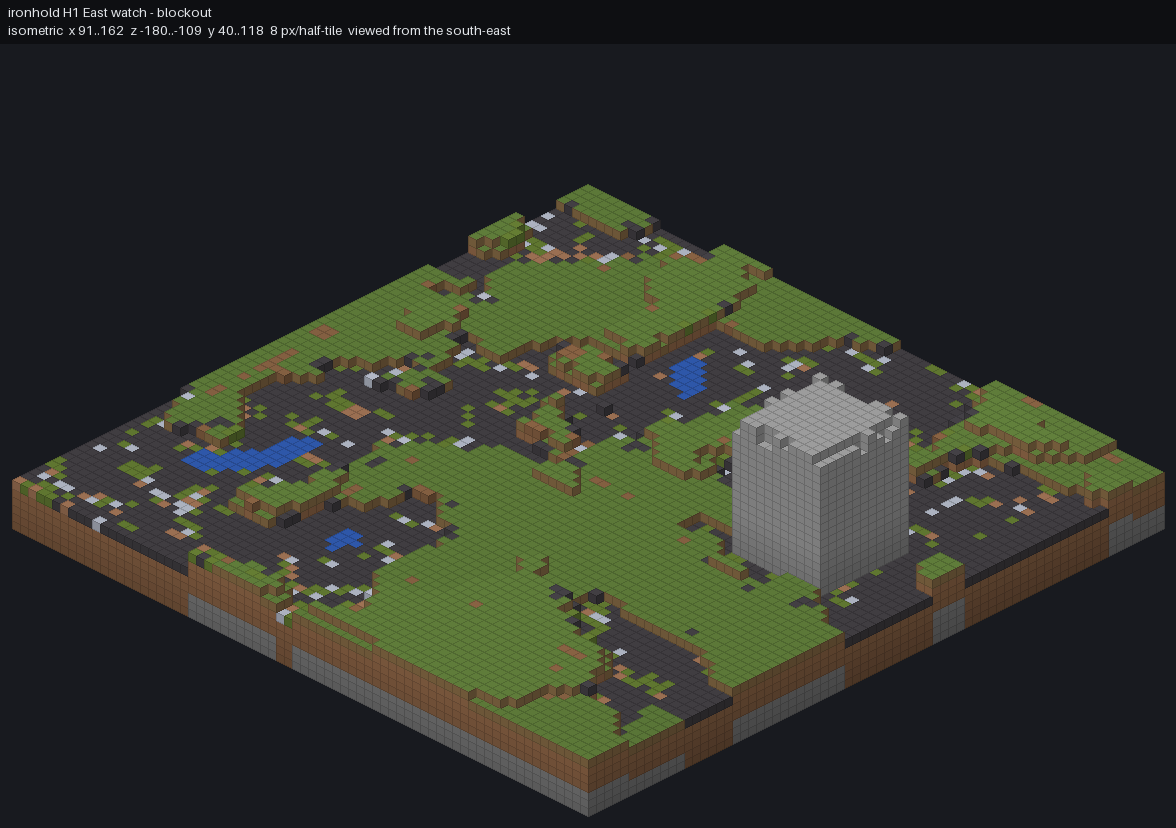 ironhold H1 East watch - blockout
isometric  x 91..162  z -180..-109  y 40..118  8 px/half-tile  viewed from the south-east